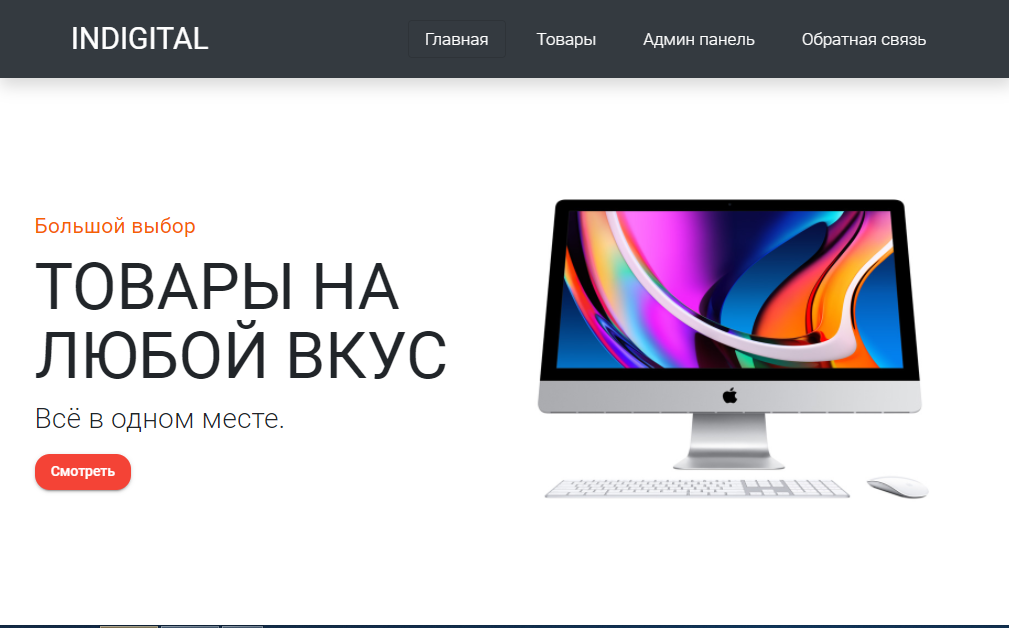 INDIGITAL
Главная Товары Админ панель Обратная связь
Большой выбор
ТОВАРЫ НА
ЛЮБОЙ ВКУС
Всё в одном месте.
Смотреть